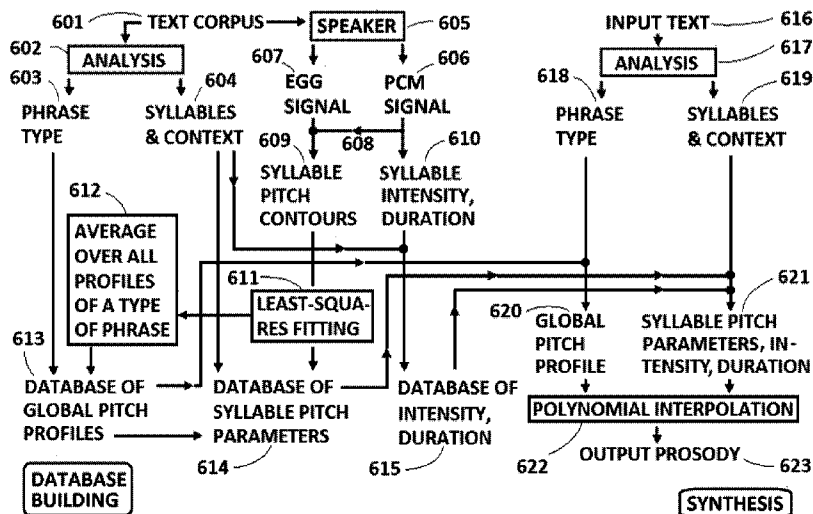 601
TEXT CORPUS
SPEAKER
605
602
ANALYSIS
603
604
607
606
EGG
SIGNAL
PCM
SIGNAL
PHRASE
TYPE
SYLLABLES
& CONTEXT
608
609
610
SYLLABLE
PITCH
CONTOURS
SYLLABLE
INTENSITY,
DURATION
612
AVERAGE
OVER ALL
PROFILES
OF A TYPE
OF PHRASE
611
LEAST-SQUA-
RES FITTING
613
DATABASE OF
GLOBAL PITCH
PROFILES
DATABASE OF
SYLLABLE PITCH
PARAMETERS
DATABASE OF
INTENSITY,
DURATION
614
615
DATABASE
BUILDING
INPUT TEXT
616
ANALYSIS
617
618
619
PHRASE
TYPE
SYLLABLES
& CONTEXT
620
621
GLOBAL
PITCH
PROFILE
SYLLABLE PITCH
PARAMETERS, IN-
TENSITY, DURATION
POLYNOMIAL INTERPOLATION
622
OUTPUT PROSODY
623
SYNTHESIS